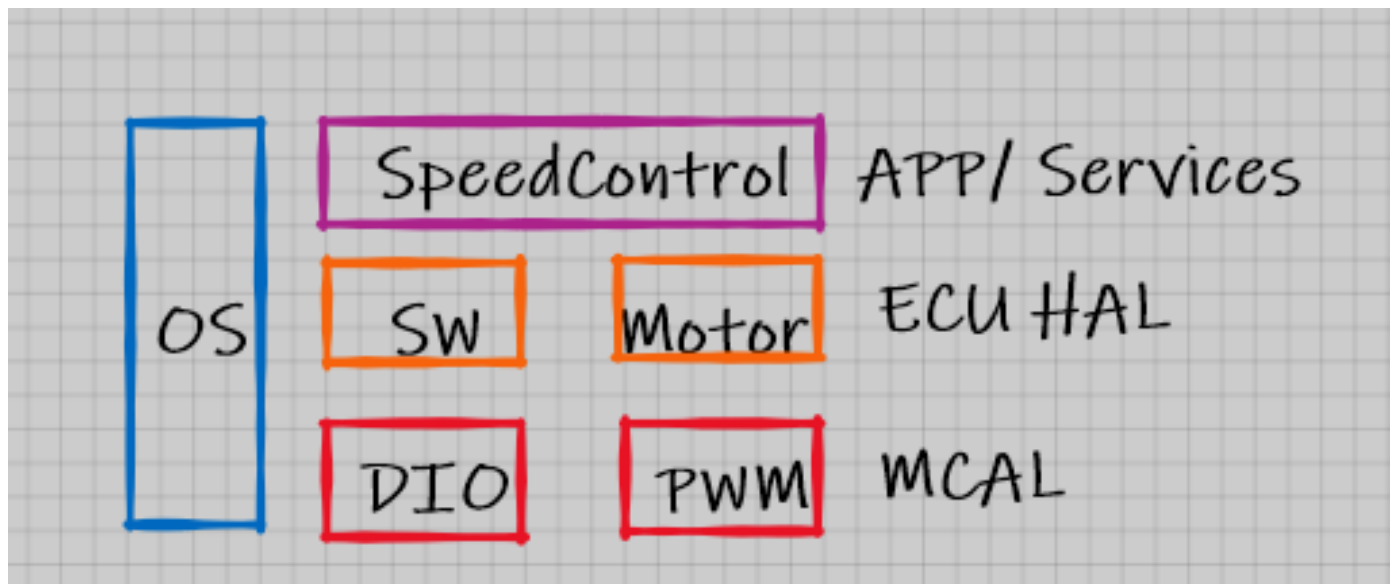 SpeedControl APP/ Services
OS SW Motor ECU HAL
DIO PWM MCAL